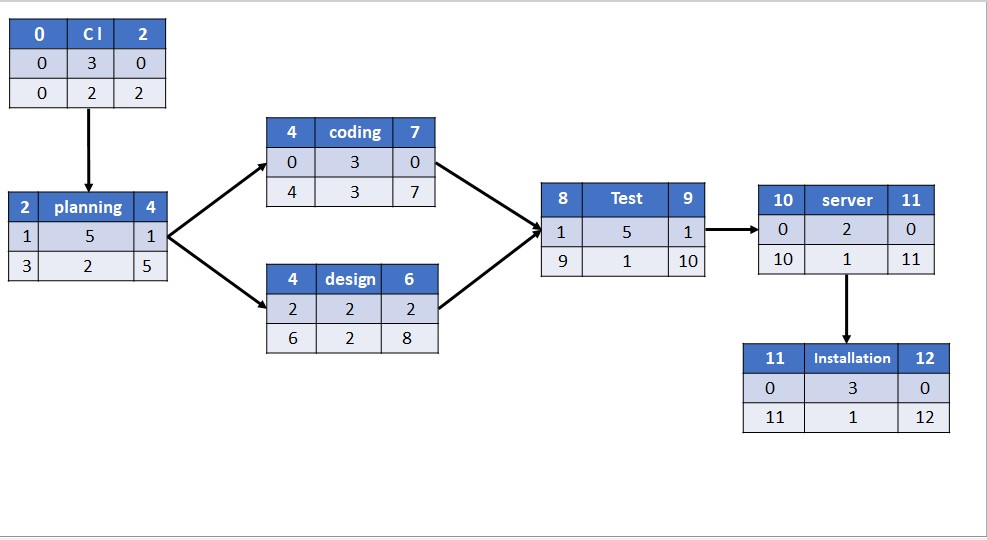 0 C I 2
0 3 0
0 2 2
2 planning 4
1 5 1
3 2 5
4 coding 7
0 3 0
4 3 7
4 design 6
2 2 2
6 2 8
8 Test 9
1 5 1
9 1 10
10 server 11
0 2 0
10 1 11
11 Installation 12
0 3 0
11 1 12